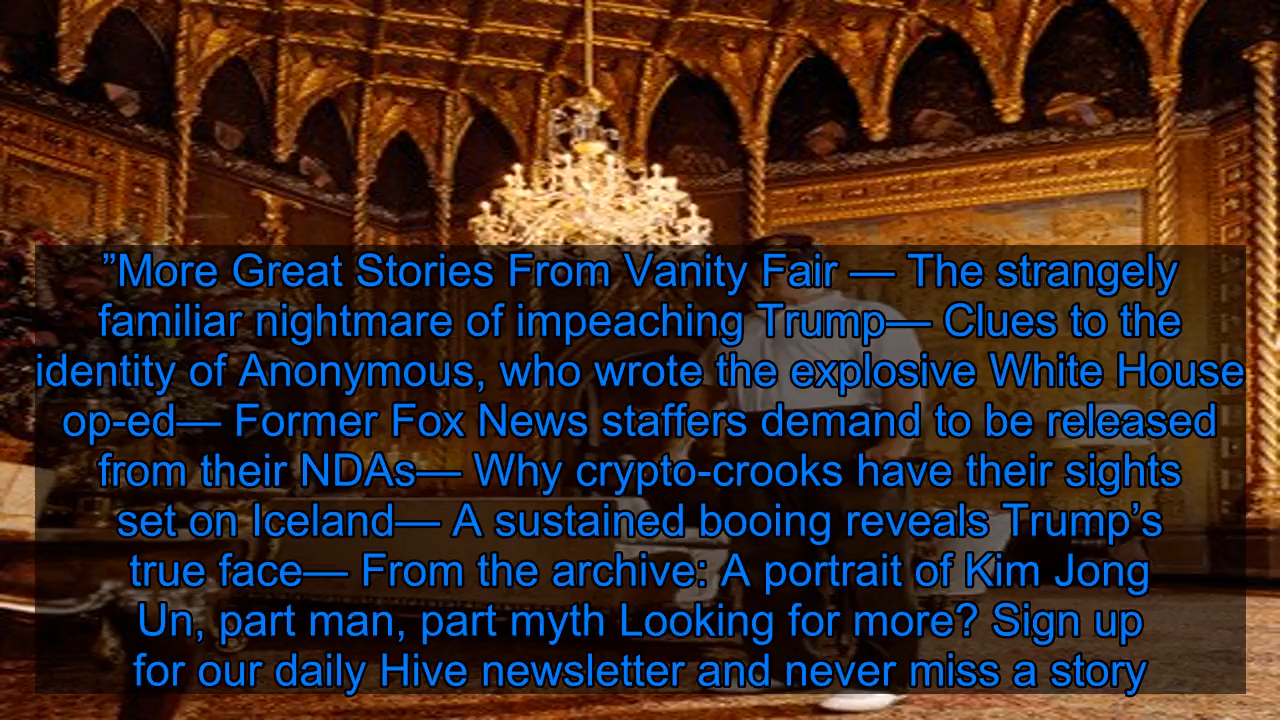 ”More Great Stories From Vanity Fair — The strangely
familiar nightmare of impeaching Trump— Clues to the
identity of Anonymous, who wrote the explosive White House
op-ed— Former Fox News staffers demand to be released
from their NDAs— Why crypto-crooks have their sights
set on Iceland— A sustained booing reveals Trump’s
true face— From the archive: A portrait of Kim Jong
Un, part man, part myth Looking for more? Sign up
for our daily Hive newsletter and never miss a story